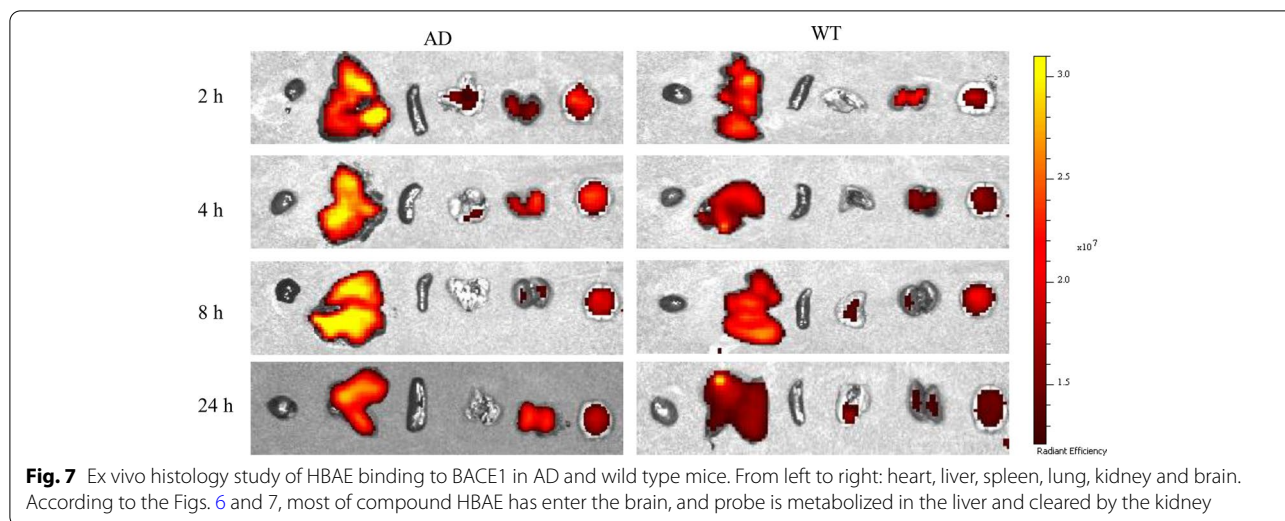 AD
WT
2 h
4 h
8 h
24 h
3.0
2.5
x10⁷
2.0
1.5
Radiant Efficiency
Fig. 7 Ex vivo histology study of HBAE binding to BACE1 in AD and wild type mice. From left to right: heart, liver, spleen, lung, kidney and brain.
According to the Figs. 6 and 7, most of compound HBAE has enter the brain, and probe is metabolized in the liver and cleared by the kidney